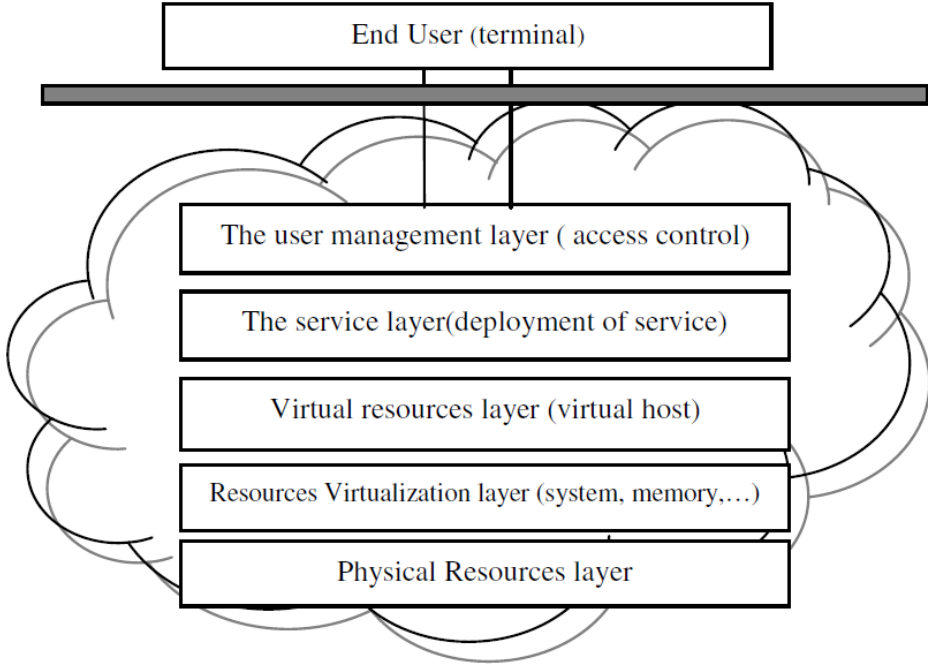 End User (terminal)
The user management layer ( access control)
The service layer(deployment of service)
Virtual resources layer (virtual host)
Resources Virtualization layer (system, memory,…)
Physical Resources layer